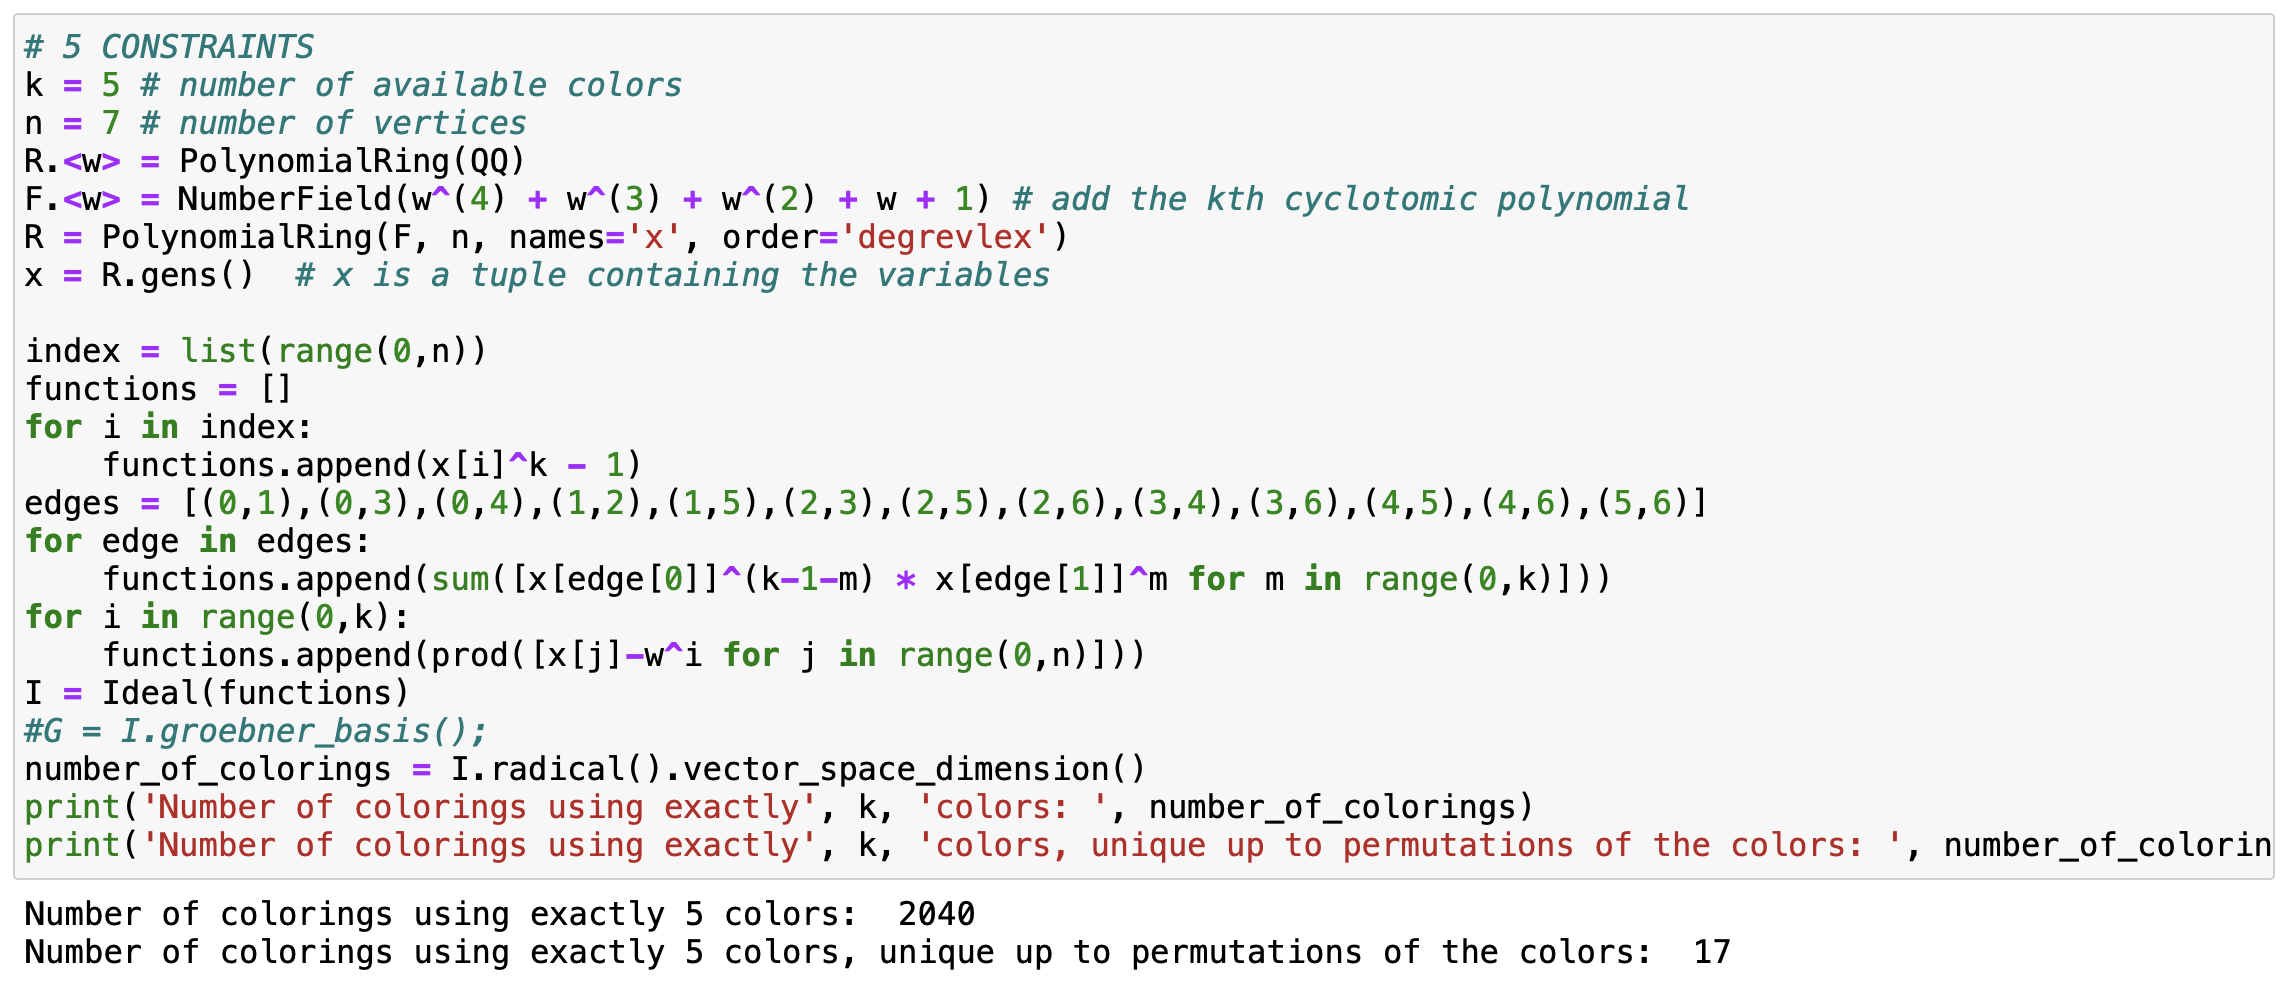 # 5 CONSTRAINTS
k = 5 # number of available colors
n = 7 # number of vertices
R.<w> = PolynomialRing(QQ)
F.<w> = NumberField(w^(4) + w^(3) + w^(2) + w + 1) # add the kth cyclotomic polynomial
R = PolynomialRing(F, n, names='x', order='degrevlex')
x = R.gens()  # x is a tuple containing the variables
index = list(range(0,n))
functions = []
for i in index:
    functions.append(x[i]^k - 1)
edges = [(0,1),(0,3),(0,4),(1,2),(1,5),(2,3),(2,5),(2,6),(3,4),(3,6),(4,5),(4,6),(5,6)]
for edge in edges:
    functions.append(sum([x[edge[0]]^(k-1-m) * x[edge[1]]^m for m in range(0,k)]))
for i in range(0,k):
    functions.append(prod([x[j]-w^i for j in range(0,n)]))
I = Ideal(functions)
#G = I.groebner_basis();
number_of_colorings = I.radical().vector_space_dimension()
print('Number of colorings using exactly', k, 'colors: ', number_of_colorings)
print('Number of colorings using exactly', k, 'colors, unique up to permutations of the colors: ', number_of_colorin
Number of colorings using exactly 5 colors:  2040
Number of colorings using exactly 5 colors, unique up to permutations of the colors:  17